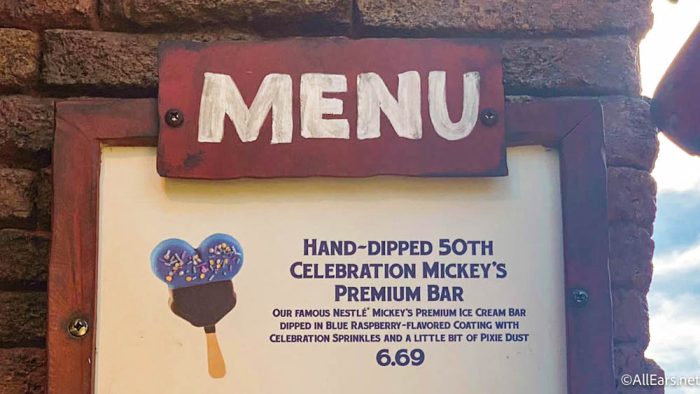 MENU
HAND-DIPPED 50TH
CELEBRATION MICKEY'S
PREMIUM BAR
OUR FAMOUS NESTLÉ® MICKEY'S PREMIUM ICE CREAM BAR
DIPPED IN BLUE RASPBERRY-FLAVORED COATING WITH
CELEBRATION SPRINKLES AND A LITTLE BIT OF PIXIE DUST
6.69
©AllEars.net